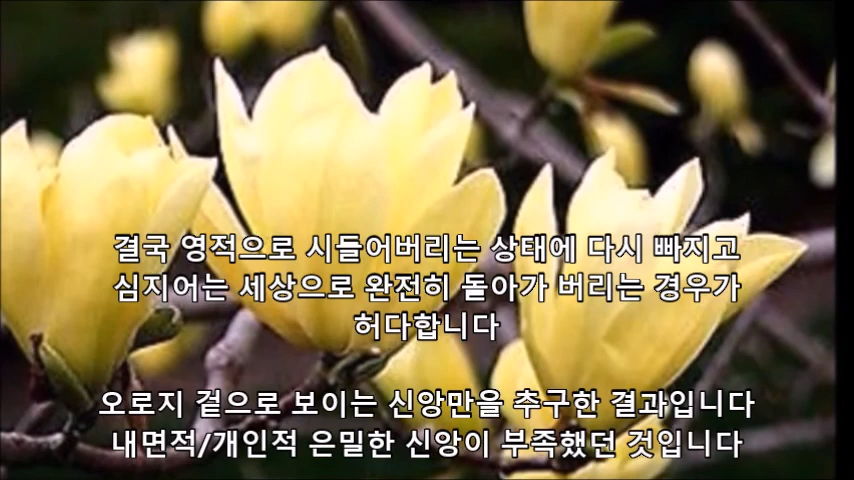 결국 영적으로 시들어버리는 상태에 다시 빠지고
심지어는 세상으로 완전히 돌아가 버리는 경우가
허다합니다
오로지 겉으로 보이는 신앙만을 추구한 결과입니다
내면적/개인적 은밀한 신앙이 부족했던 것입니다